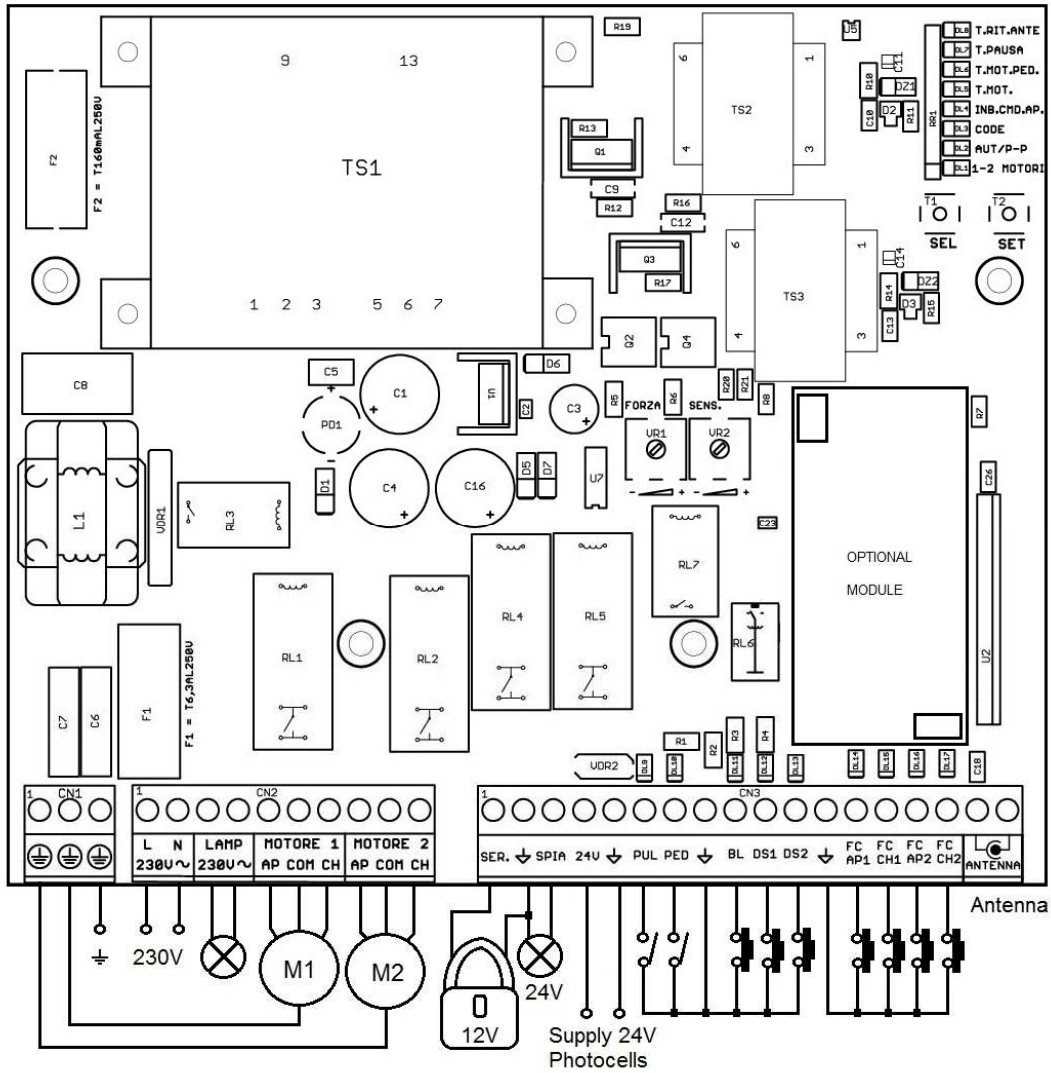 R19
U5
DL8 T.RIT.ANTE
DL7 T.PAUSA
DL6 T.MOT.PED.
DL5 T.MOT.
DL4 INB.CMD.AP.
DL3 CODE
DL2 AUT/P-P
DL1 1-2 MOTORI
RR1
9 13
6 1
TS2
4 3
C11
R10
DZ1
C10
D2
R11
F2
F2 = T160mAL250V
TS1
R13
Q1
C9
R12
R16
C12
T1 T2
SEL SET
Q3
R17
6 1
TS3
4 3
C14
R14
DZ2
D3
R15
C13
1 2 3 5 6 7
Q2 Q4
C8
C5
+
PD1
-
C1
+
U1
C2
D6
C3
+
R5
FORZA
R6
SENS.
R20
R21
R8
R7
VR1 VR2
- + - +
L1
VDR1
RL3
D1
C4
+
C16
+
D5
D7
U7
C23
C26
OPTIONAL
MODULE
RL1
RL2
RL4
RL5
RL7
RL6
U2
C7
C6
F1
F1 = T6,3AL250V
VDR2
DL9
R1
DL10
R2
R3
DL11
R4
DL12
DL13
DL14
DL15
DL16
DL17
C18
1 CN1
1 CN2
1 CN3
L N
230V~
LAMP
230V~
MOTORE 1
AP COM CH
MOTORE 2
AP COM CH
SER. SPIA 24V PUL PED BL DS1 DS2
FC AP1
FC CH1
FC AP2
FC CH2
ANTENNA
Antenna
230V
M1
M2
12V
24V
Supply 24V
Photocells